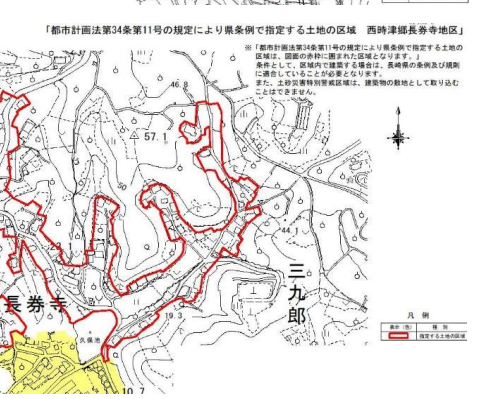 「都市計画法第34条第11号の規定により県条例で指定する土地の区域　西時津郷長券寺地区」
※「都市計画法第34条第11号の規定により県条例で指定する土地の
区域は、図面の赤枠に囲まれた区域となります。」
条件として、区域内で建築する場合は、長崎県の条例及び規則
に適合していることが必要となります。
また、土砂災害特別警戒区域は、建築物の敷地として取り込む
ことはできません。
46.8
57.1
50
44.1
三九郎
長券寺
19.3
久保池
10.7
凡例
表示（色）　種別
指定する土地の区域